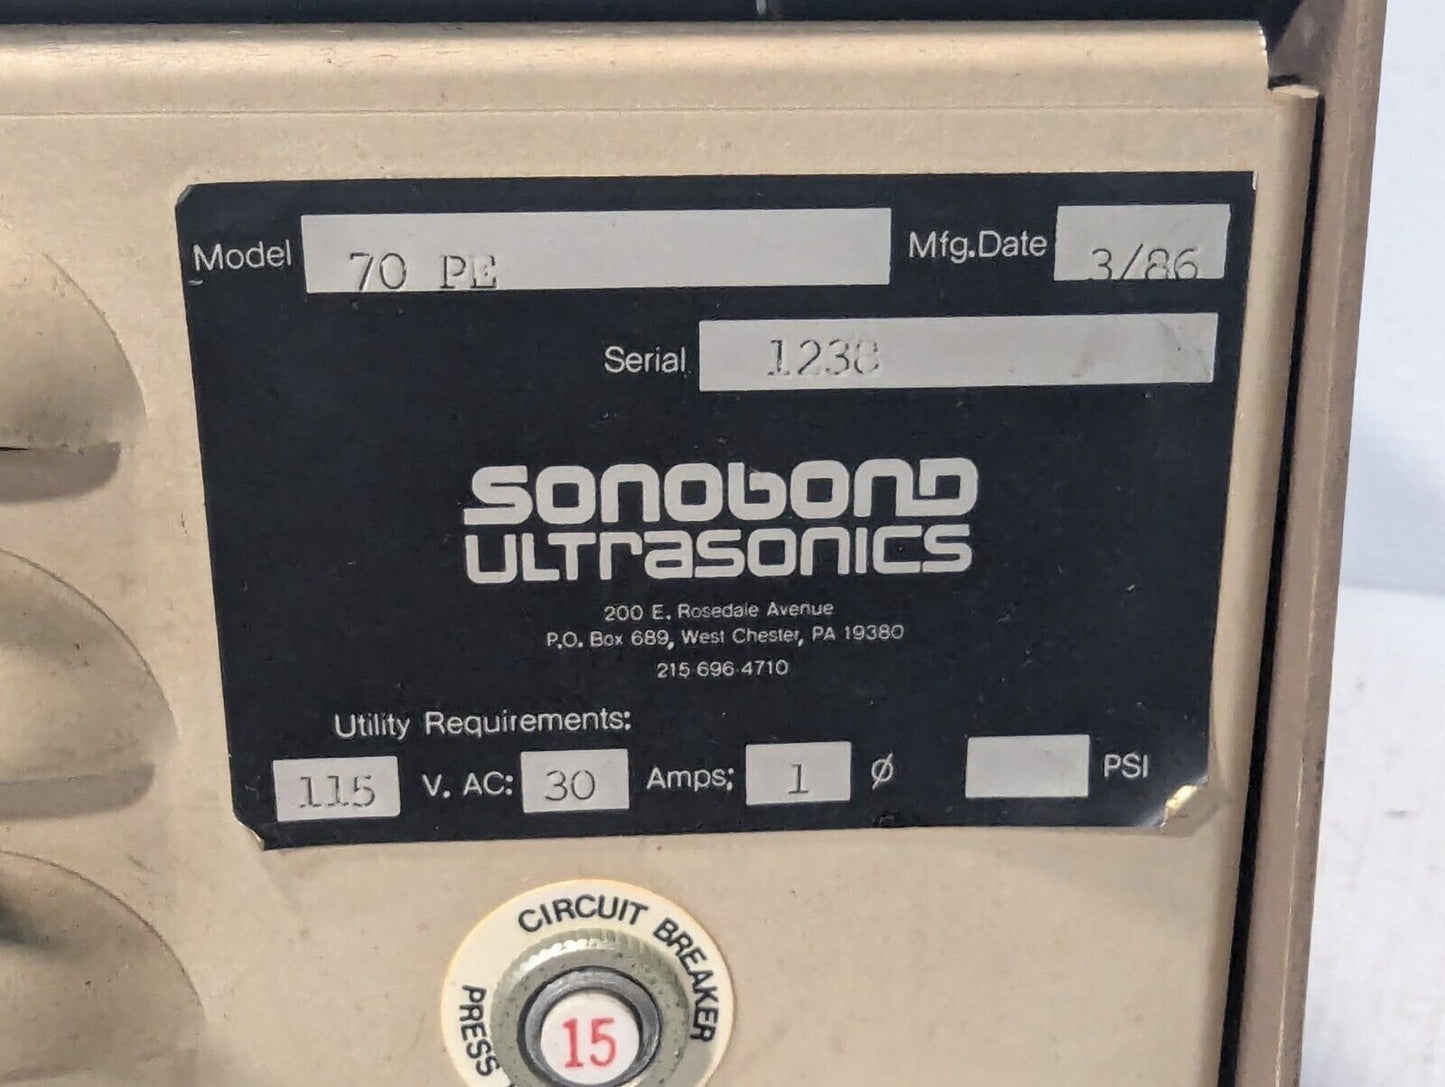 Model 70 PE Mfg.Date 3/86
Serial
SONOBOND
ULTRASONICS
200 E. Rosedale Avenue
P.O. Box 689, West Chester, PA 19380
215·696·4710
Utility Requirements:
115 V. AC: 30 Amps; 1 Ø PSI
CIRCUIT BREAKER
PRESS
15